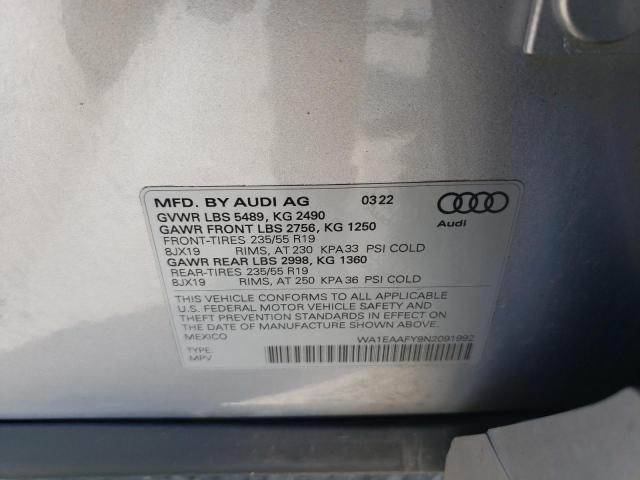 MFD. BY AUDI AG 03 22
GVWR LBS 5489, KG 2490
GAWR FRONT LBS 2756, KG 1250
FRONT-TIRES 235/55 R19
8JX19 RIMS, AT 230 KPA 33 PSI COLD
GAWR REAR LBS 2998, KG 1360
REAR-TIRES 235/55 R19
8JX19 RIMS, AT 250 KPA 36 PSI COLD
Audi
THIS VEHICLE CONFORMS TO ALL APPLICABLE
U.S. FEDERAL MOTOR VEHICLE SAFETY AND
THEFT PREVENTION STANDARDS IN EFFECT ON
THE DATE OF MANUFACTURE SHOWN ABOVE
MEXICO
WA1EAAFY9N2091992
TYPE:
MPV